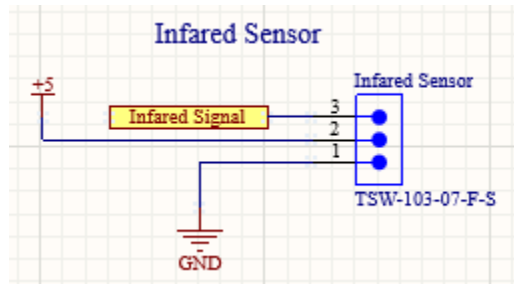 Infared Sensor
+5
Infared Sensor
Infared Signal
3
2
1
TSW-103-07-F-S
GND